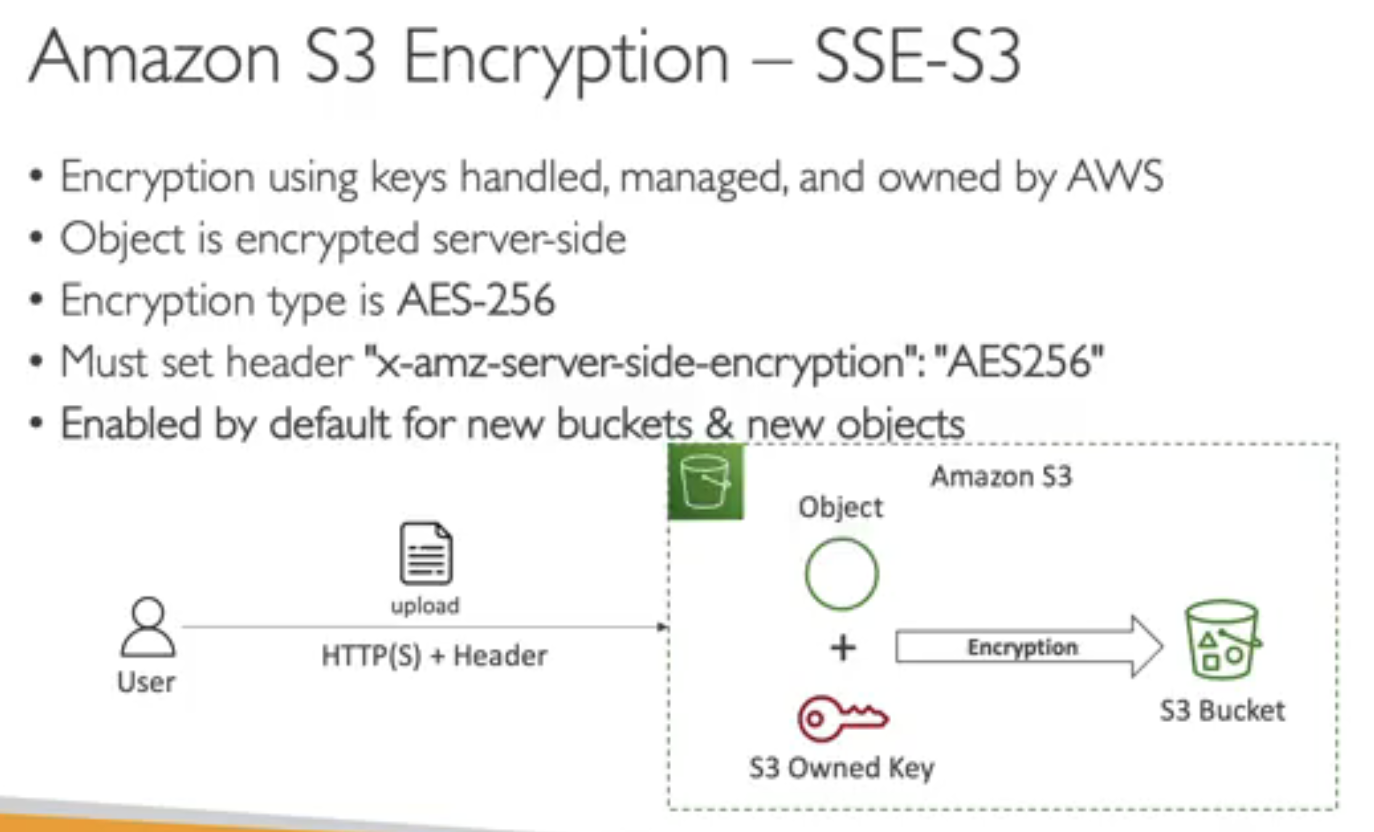 Amazon S3 Encryption – SSE-S3
• Encryption using keys handled, managed, and owned by AWS
• Object is encrypted server-side
• Encryption type is AES-256
• Must set header "x-amz-server-side-encryption": "AES256"
• Enabled by default for new buckets & new objects
Amazon S3
Object
upload
HTTP(S) + Header
User
+
Encryption
S3 Bucket
S3 Owned Key